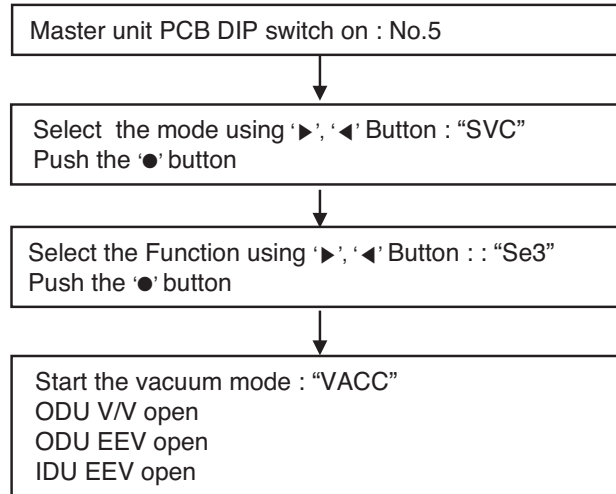 Master unit PCB DIP switch on : No.5
Select the mode using ‘▶’, ‘◀’ Button : “SVC”
Push the ‘●’ button
Select the Function using ‘▶’, ‘◀’ Button : : “Se3”
Push the ‘●’ button
Start the vacuum mode : “VACC”
ODU V/V open
ODU EEV open
IDU EEV open